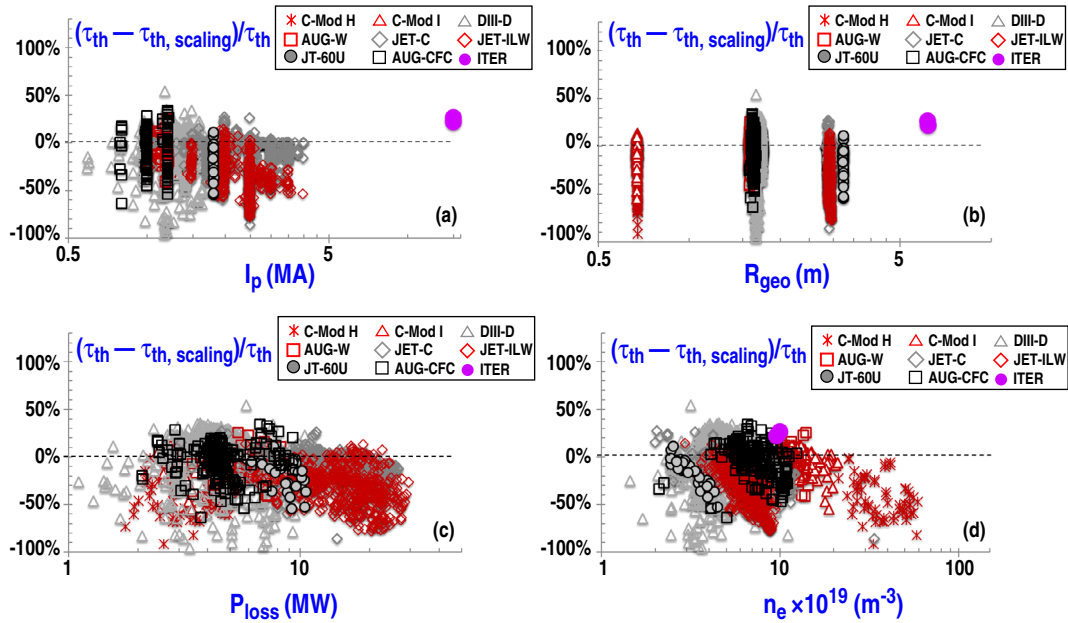 (τth — τth, scaling)/τth
C-Mod H C-Mod I DIII-D
AUG-W JET-C JET-ILW
JT-60U AUG-CFC ITER
100%
50%
0%
-50%
-100%
(a)
0.5 5
Ip (MA)
(τth — τth, scaling)/τth
C-Mod H C-Mod I DIII-D
AUG-W JET-C JET-ILW
JT-60U AUG-CFC ITER
100%
50%
0%
-50%
-100%
(b)
0.5 5
Rgeo (m)
(τth — τth, scaling)/τth
C-Mod H C-Mod I DIII-D
AUG-W JET-C JET-ILW
JT-60U AUG-CFC ITER
100%
50%
0%
-50%
-100%
(c)
1 10
Ploss (MW)
(τth — τth, scaling)/τth
C-Mod H C-Mod I DIII-D
AUG-W JET-C JET-ILW
JT-60U AUG-CFC ITER
100%
50%
0%
-50%
-100%
(d)
1 10 100
ne ×10^19 (m^-3)